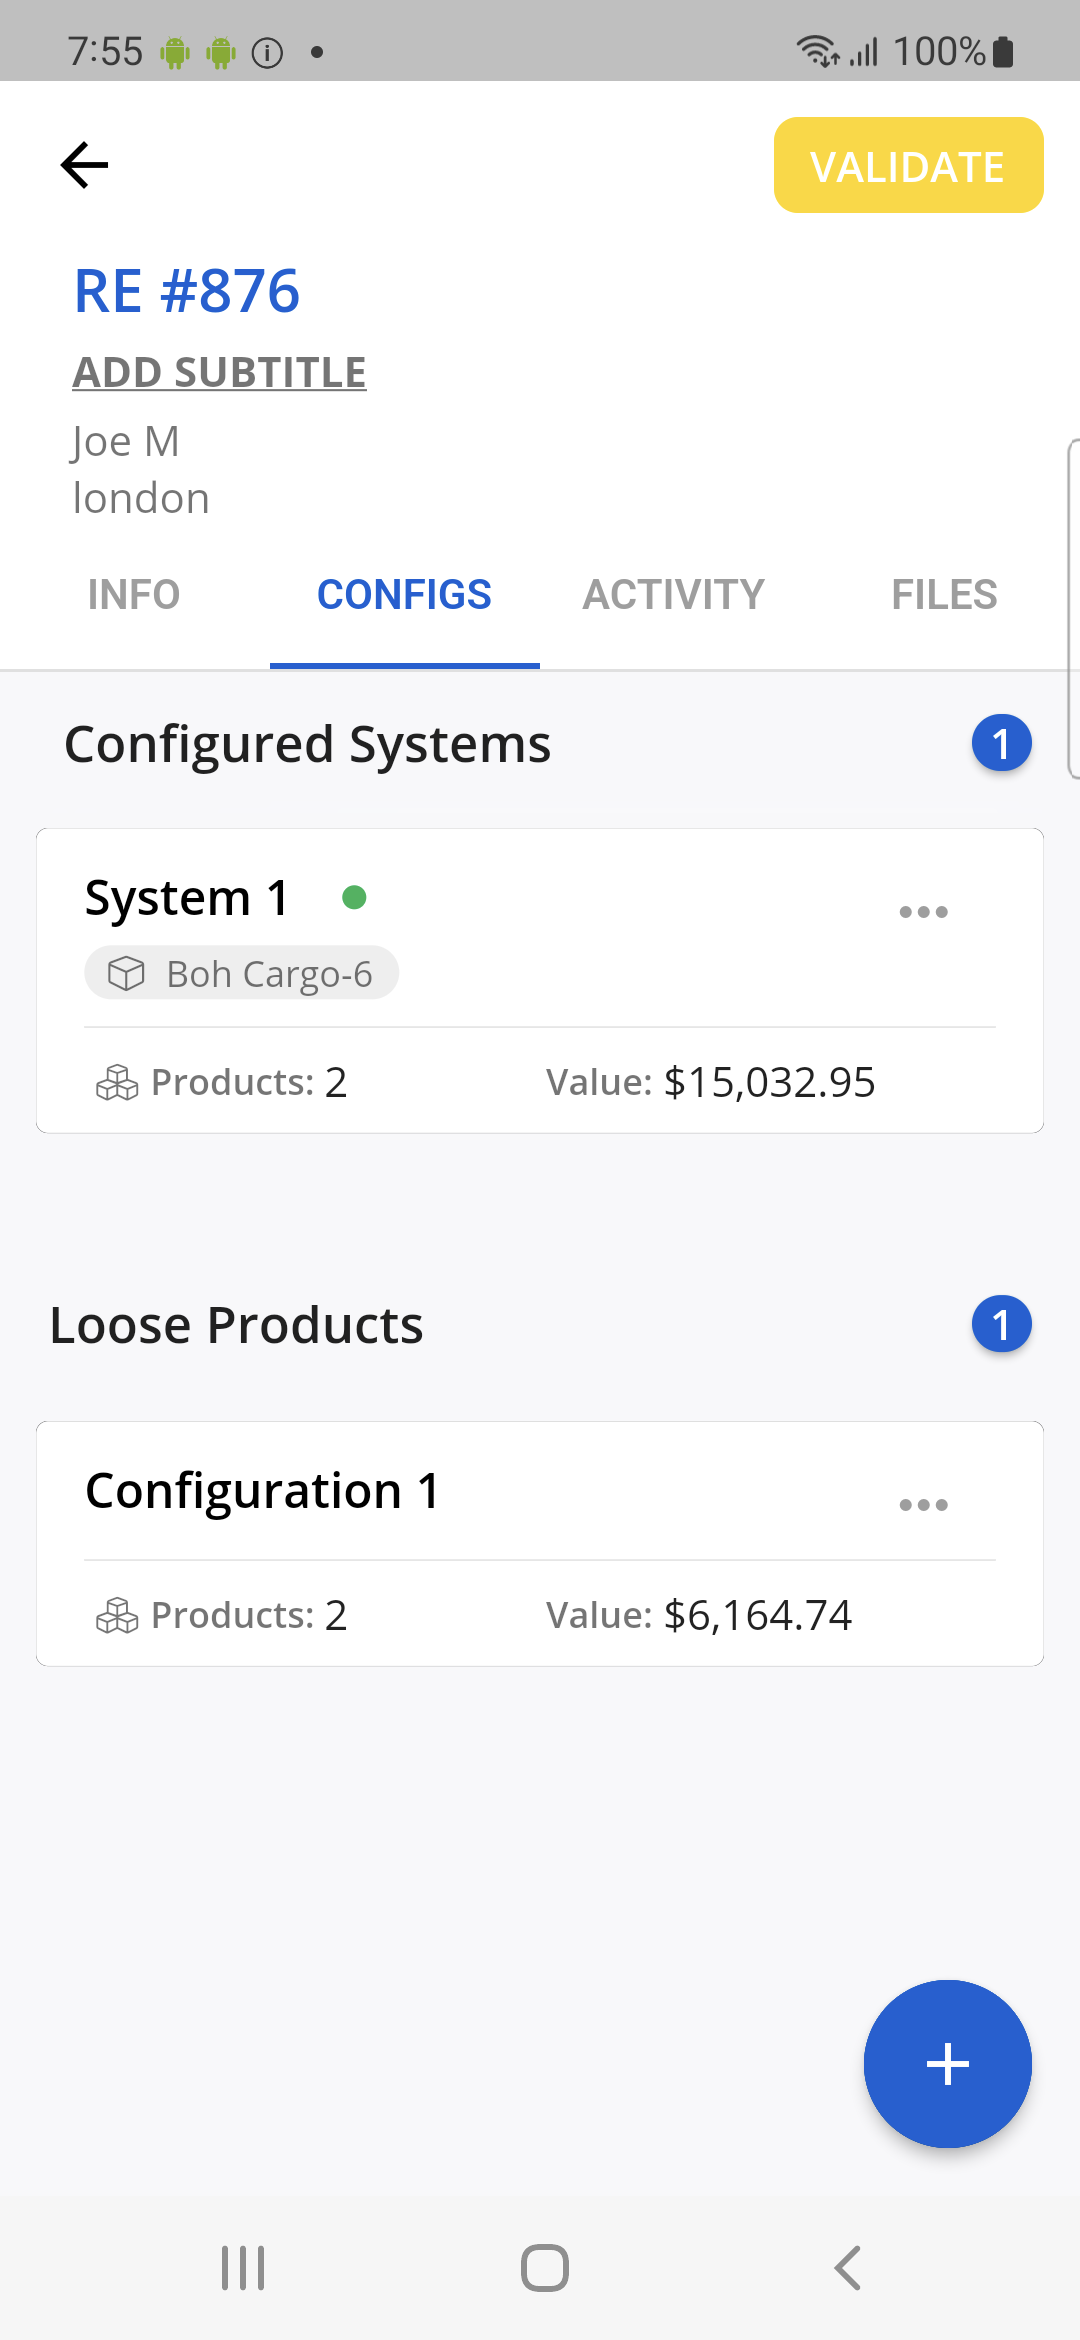 7:55 100%
VALIDATE
RE #876
ADD SUBTITLE
Joe M
london
INFO CONFIGS ACTIVITY FILES
Configured Systems 1
System 1
Boh Cargo-6
Products: 2 Value: $15,032.95
Loose Products 1
Configuration 1
Products: 2 Value: $6,164.74